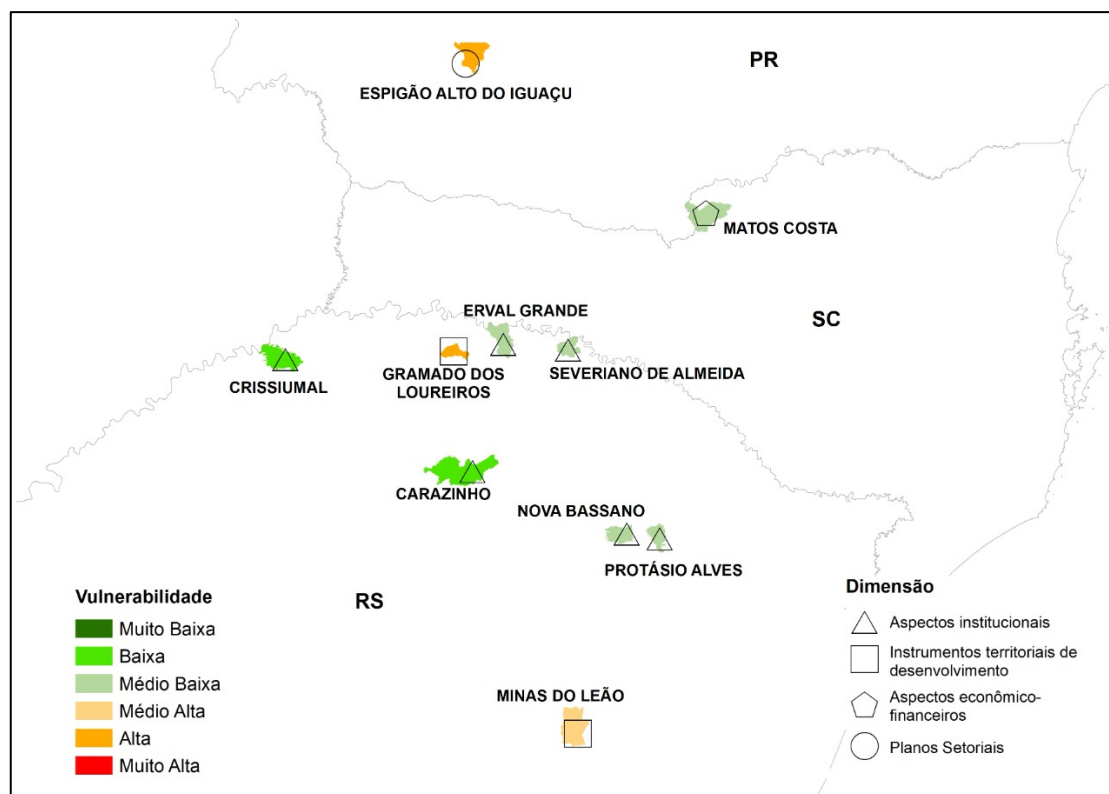 PR
ESPIGÃO ALTO DO IGUAÇU
MATOS COSTA
ERVAL GRANDE
SC
CRISSIUMAL
GRAMADO DOS
LOUREIROS
SEVERIANO DE ALMEIDA
CARAZINHO
NOVA BASSANO
PROTÁSIO ALVES
RS
MINAS DO LEÃO
Vulnerabilidade
Muito Baixa
Baixa
Médio Baixa
Médio Alta
Alta
Muito Alta
Dimensão
Aspectos institucionais
Instrumentos territoriais de
desenvolvimento
Aspectos econômico-
financeiros
Planos Setoriais